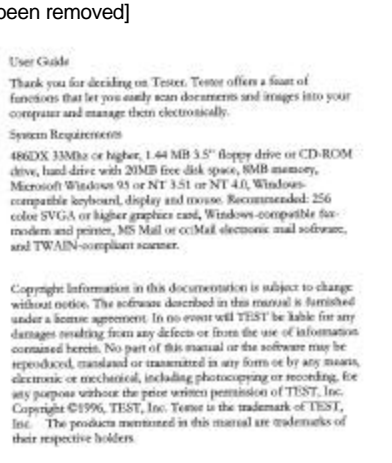 been removed]
User Guide
Thank you for deciding on Tester. Tester offers a feast of
functions that let you easily scan documents and images into your
computer and manage them electronically.
System Requirements
486DX 33Mhz or higher, 1.44 MB 3.5" floppy drive or CD-ROM
drive, hard drive with 20MB free disk space, 8MB memory,
Microsoft Windows 95 or NT 3.51 or NT 4.0, Windows-
compatible keyboard, display and mouse. Recommended: 256
color SVGA or higher graphics card, Windows-compatible fax-
modem and printer, MS Mail or cc:Mail electronic mail software,
and TWAIN-compliant scanner.
Copyright Information in this documentation is subject to change
without notice. The software described in this manual is furnished
under a license agreement. In no event will TEST be liable for any
damages resulting from any defects or from the use of information
contained herein. No part of this manual or the software may be
reproduced, translated or transmitted in any form or by any means,
electronic or mechanical, including photocopying or recording, for
any purpose without the prior written permission of TEST, Inc.
Copyright ©1996, TEST, Inc. Tester is the trademark of TEST,
Inc. The products mentioned in this manual are trademarks of
their respective holders.